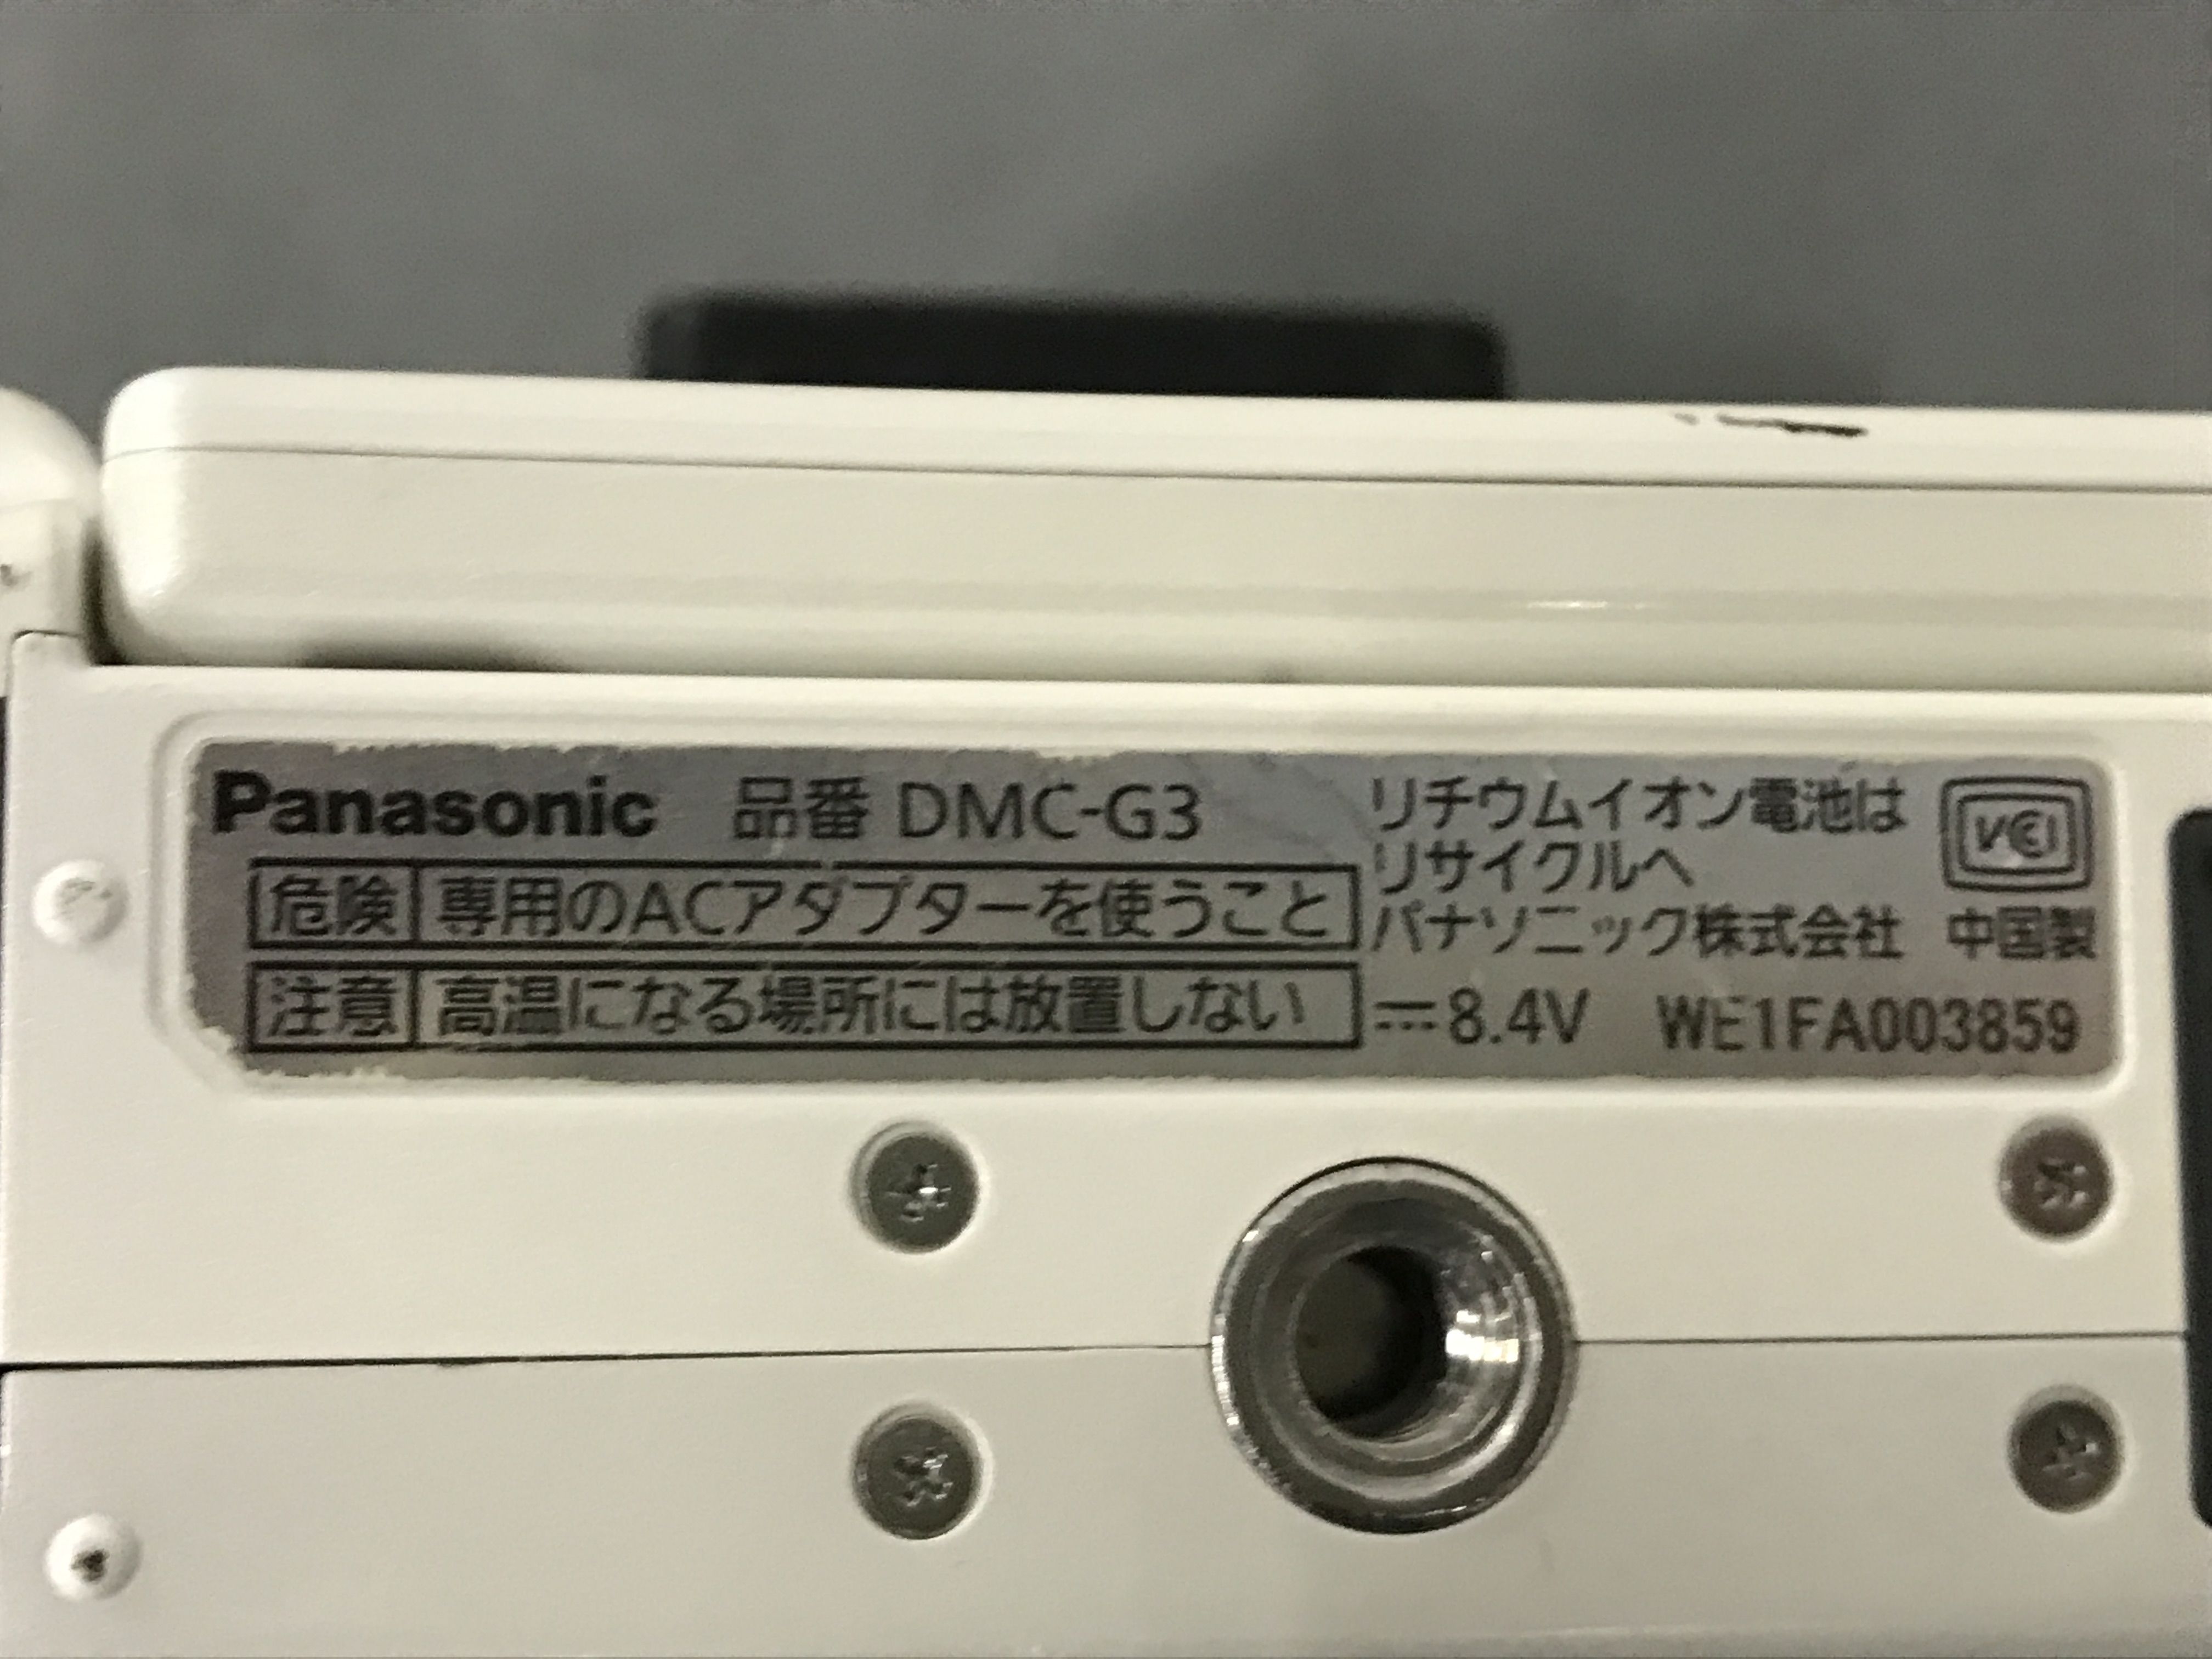 Panasonic 品番 DMC-G3
危険 専用のACアダプターを使うこと
注意 高温になる場所には放置しない
リチウムイオン電池は
リサイクルへ
パナソニック株式会社 中国製
⎓8.4V WE1FA003859
VCI